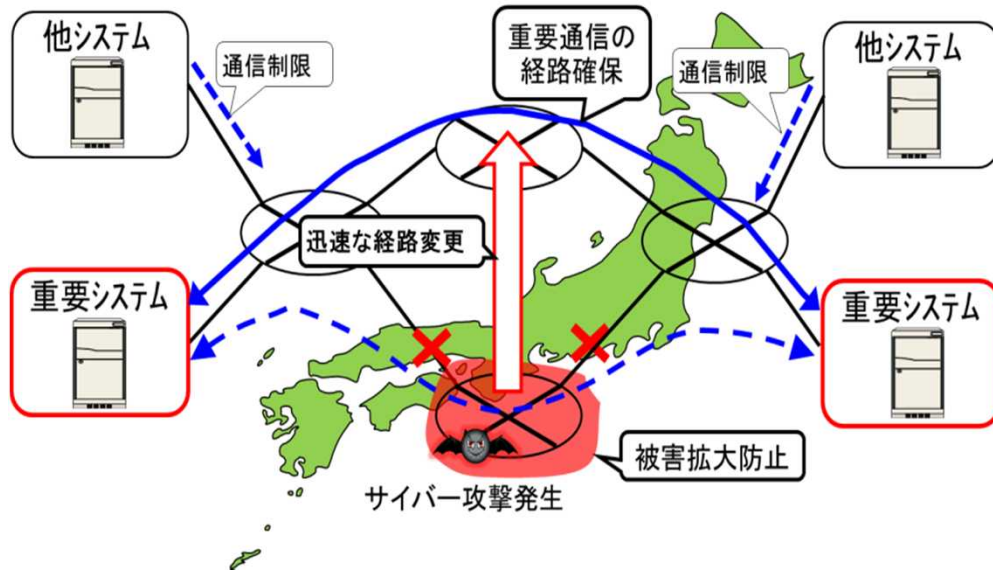 他システム
通信制限
重要通信の
経路確保
通信制限
他システム
迅速な経路変更
重要システム
重要システム
被害拡大防止
サイバー攻撃発生